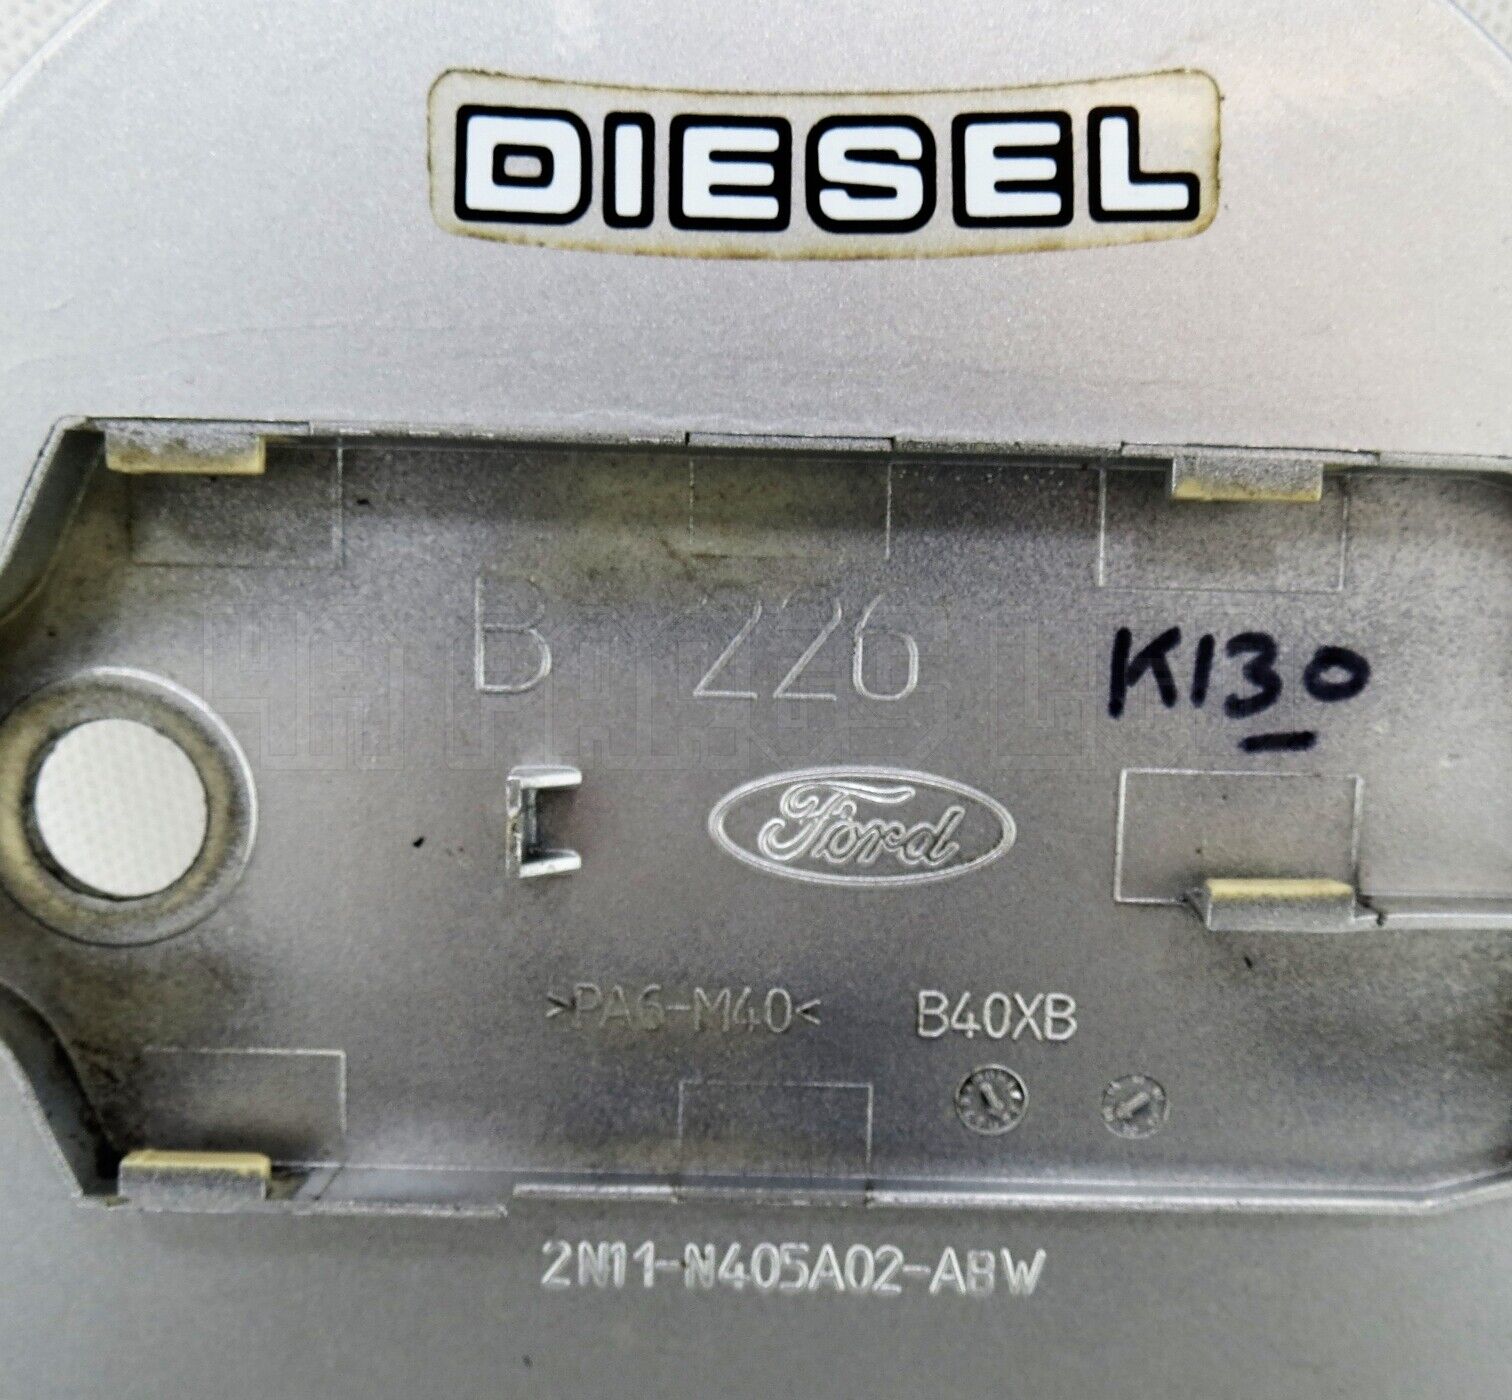 DIESEL
B 226
K130
Ford
>PA6-M40<
B40XB
2N11-N405A02-ABW